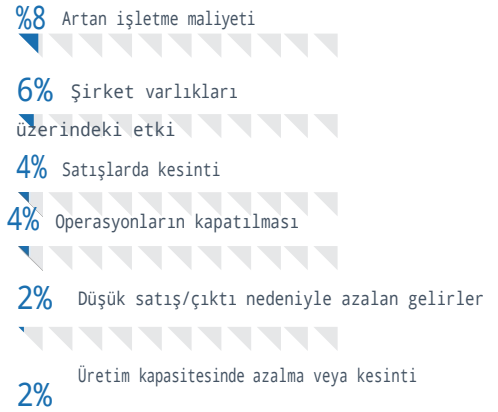 %8 Artan işletme maliyeti
6% Şirket varlıkları
üzerindeki etki
4% Satışlarda kesinti
4% Operasyonların kapatılması
2% Düşük satış/çıktı nedeniyle azalan gelirler
2% Üretim kapasitesinde azalma veya kesinti